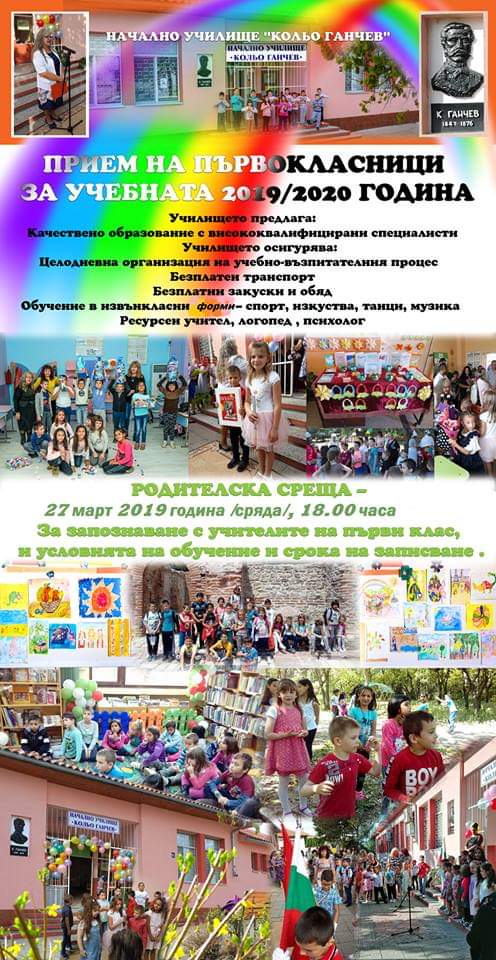 НАЧАЛНО УЧИЛИЩЕ "КОЛЬО ГАНЧЕВ"
НАЧАЛНО УЧИЛИЩЕ
"КОЛЬО ГАНЧЕВ"
К. ГАНЧЕВ
1843-1876
ПРИЕМ НА ПЪРВОКЛАСНИЦИ
ЗА УЧЕБНАТА 2019/2020 ГОДИНА
Училището предлага:
Качествено образование с висококвалифицирани специалисти
Училището осигурява:
Целодневна организация на учебно-възпитателния процес
Безплатен транспорт
Безплатни закуски и обяд
Обучение в извънкласни форми – спорт, изкуства, танци, музика
Ресурсен учител, логопед , психолог
РОДИТЕЛСКА СРЕЩА –
27 март 2019 година /сряда/, 18.00 часа
За запознаване с учителите на първи клас,
и условията на обучение и срока на записване .
BOY
НАЧАЛНО УЧИЛИЩЕ
"КОЛЬО ГАНЧЕВ"